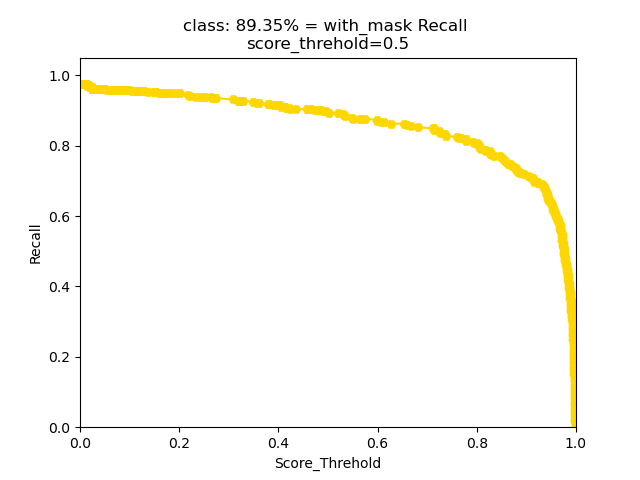 class: 89.35% = with_mask Recall
score_threhold=0.5
Recall
1.0
0.8
0.6
0.4
0.2
0.0
0.0 0.2 0.4 0.6 0.8 1.0
Score_Threhold